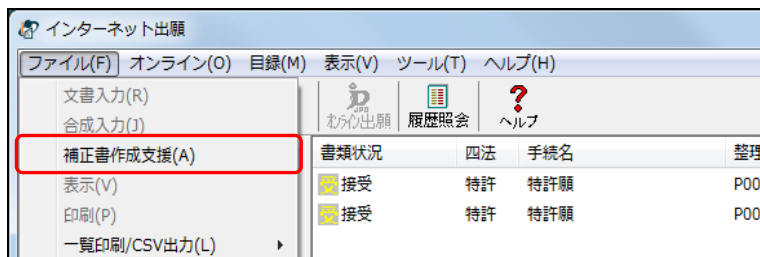 インターネット出願
ファイル(F) オンライン(O) 目録(M) 表示(V) ツール(T) ヘルプ(H)
文書入力(R)
合成入力(J)
補正書作成支援(A)
表示(V)
印刷(P)
一覧印刷/CSV出力(L)
JPO
オンライン出願 履歴照会 ヘルプ
書類状況 四法 手続名 整理
受 接受 特許 特許願 P00
受 接受 特許 特許願 P00